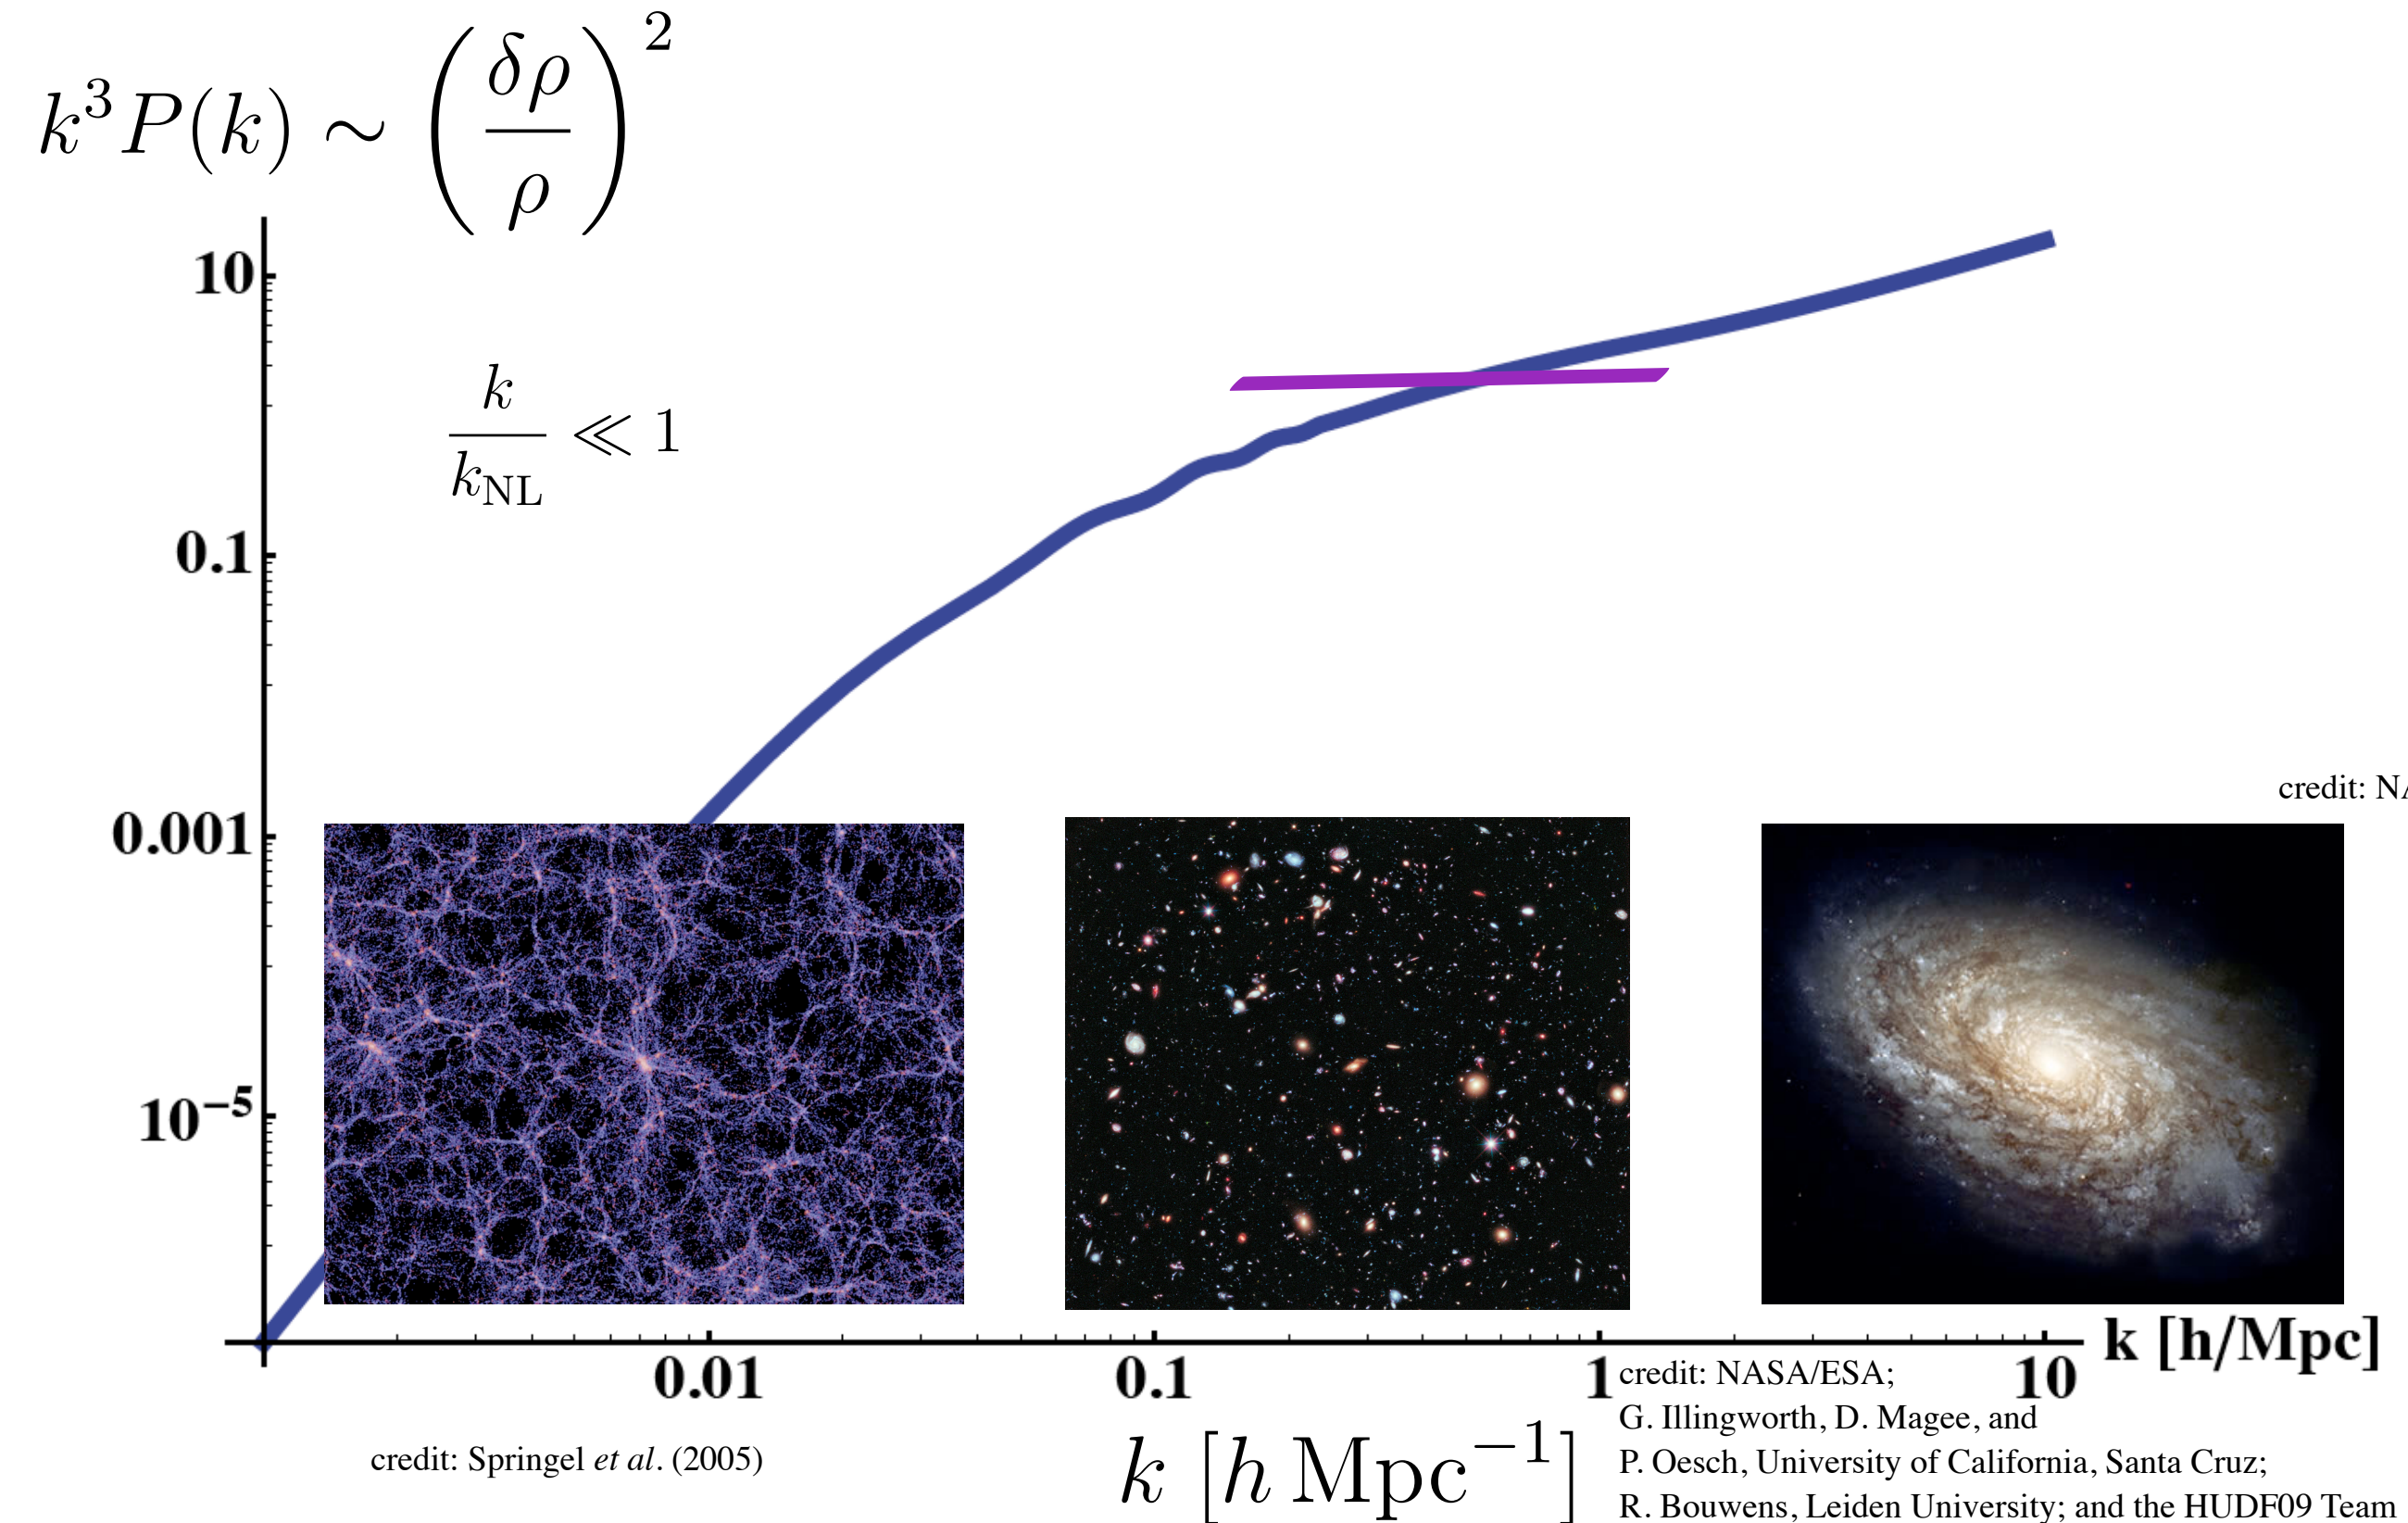 k³P(k) ∼ (δρ/ρ)²
10
k/k_NL ≪ 1
0.1
credit: NA
0.001
10⁻⁵
k [h/Mpc]
0.01 0.1 1 10
credit: NASA/ESA;
G. Illingworth, D. Magee, and
credit: Springel et al. (2005)
k [h Mpc⁻¹]
P. Oesch, University of California, Santa Cruz;
R. Bouwens, Leiden University; and the HUDF09 Team